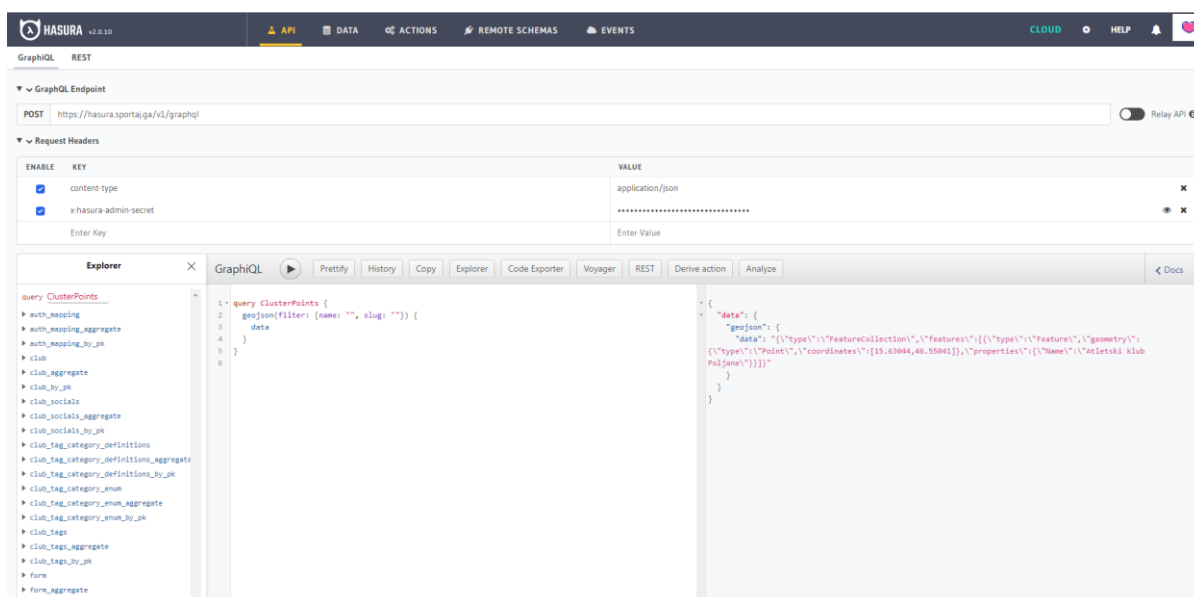 HASURA v2.0.10 API DATA ACTIONS REMOTE SCHEMAS EVENTS CLOUD HELP
GraphiQL REST
GraphQL Endpoint
POST https://hasura.sportaj.ga/v1/graphql Relay API
Request Headers
ENABLE KEY VALUE
content-type application/json
x-hasura-admin-secret ••••••••••••••••••••••••••••••••
Enter Key Enter Value
Explorer
query ClusterPoints
auth_mapping
auth_mapping_aggregate
auth_mapping_by_pk
club
club_aggregate
club_by_pk
club_socials
club_socials_aggregate
club_socials_by_pk
club_tag_category_definitions
club_tag_category_definitions_aggregate
club_tag_category_definitions_by_pk
club_tag_category_enum
club_tag_category_enum_aggregate
club_tag_category_enum_by_pk
club_tags
club_tags_aggregate
club_tags_by_pk
form
form_aggregate
GraphiQL Prettify History Copy Explorer Code Exporter Voyager REST Derive action Analyze Docs
1 query ClusterPoints {
2 geojson(filter: {name: "", slug: ""}) {
3 data
4 }
5 }
6
{
"data": {
"geojson": {
"data": "{\"type\":\"FeatureCollection\",\"features\":[{\"type\":\"Feature\",\"geometry\":
{\"type\":\"Point\",\"coordinates\":[15.63044,46.55041]},\"properties\":{\"Name\":\"Atletski klub
Poljane\"}}]}"
}
}
}